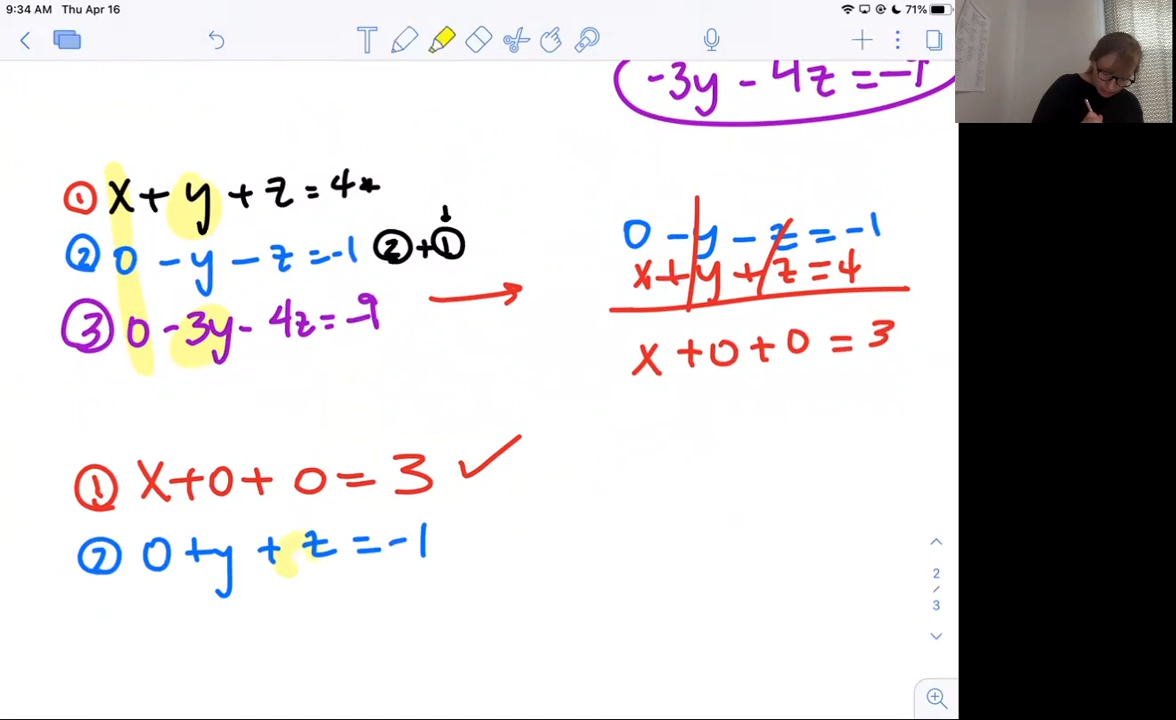 9:34 AM Thu Apr 16 71%
T
-3y - 4z = -9
① x + y + z = 4*
② 0 - y - z = -1 ② + ①
③ 0 - 3y - 4z = -9
0 - y - z = -1
x + y + z = 4
x + 0 + 0 = 3
① x + 0 + 0 = 3 ✓
② 0 + y + z = -1
2
/
3